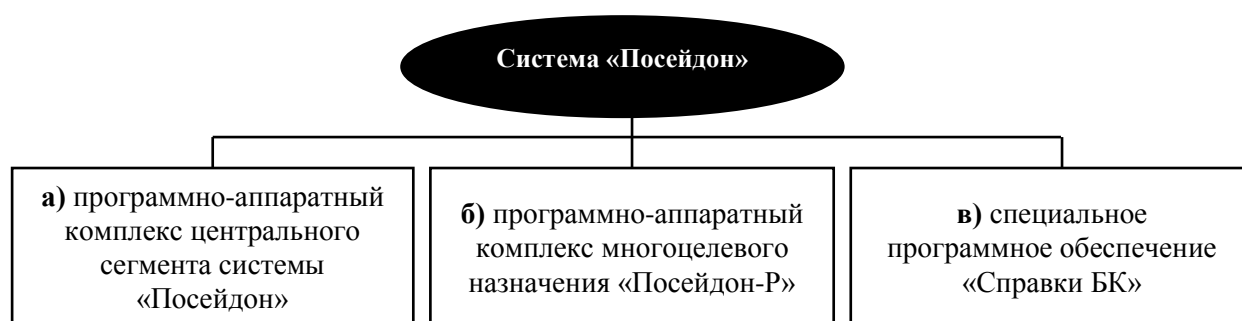 Система «Посейдон»
а) программно-аппаратный
комплекс центрального
сегмента системы
«Посейдон»
б) программно-аппаратный
комплекс многоцелевого
назначения «Посейдон-Р»
в) специальное
программное обеспечение
«Справки БК»